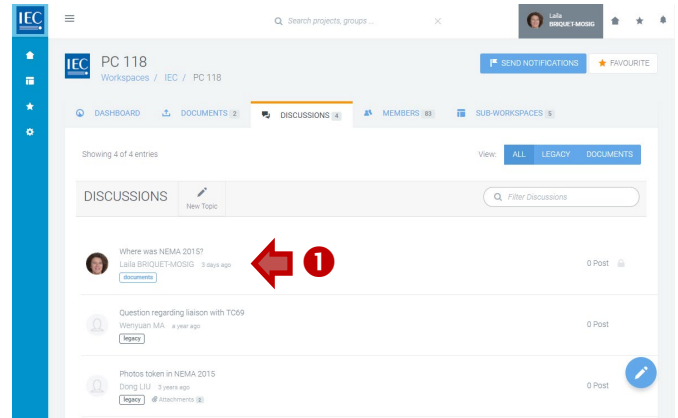 IEC
Search projects, groups ...
Laila
BRIQUET-MOSIG
IEC
PC 118
Workspaces / IEC / PC 118
SEND NOTIFICATIONS
FAVOURITE
DASHBOARD
DOCUMENTS 2
DISCUSSIONS 4
MEMBERS 83
SUB-WORKSPACES 5
Showing 4 of 4 entries
View: ALL LEGACY DOCUMENTS
DISCUSSIONS
New Topic
Filter Discussions
Where was NEMA 2015?
Laila BRIQUET-MOSIG 3 days ago
documents
0 Post
1
Question regarding liaison with TC69
Wenyuan MA a year ago
legacy
0 Post
Photos token in NEMA 2015
Dong LIU 3 years ago
legacy Attachments 2
0 Post